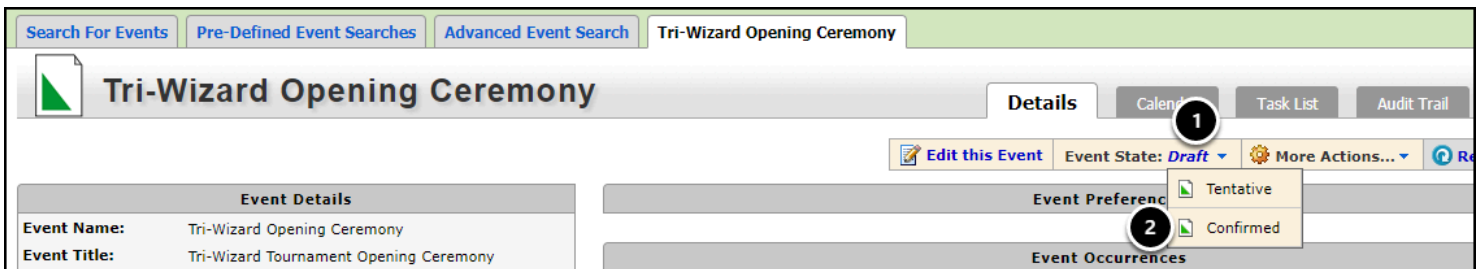 Search For Events Pre-Defined Event Searches Advanced Event Search Tri-Wizard Opening Ceremony
Tri-Wizard Opening Ceremony
Details Task List Audit Trail
1
Edit this Event Event State: Draft More Actions...
Event Details
Tentative
Event Name: Tri-Wizard Opening Ceremony
2 Confirmed
Event Title: Tri-Wizard Tournament Opening Ceremony
Event Occurrences